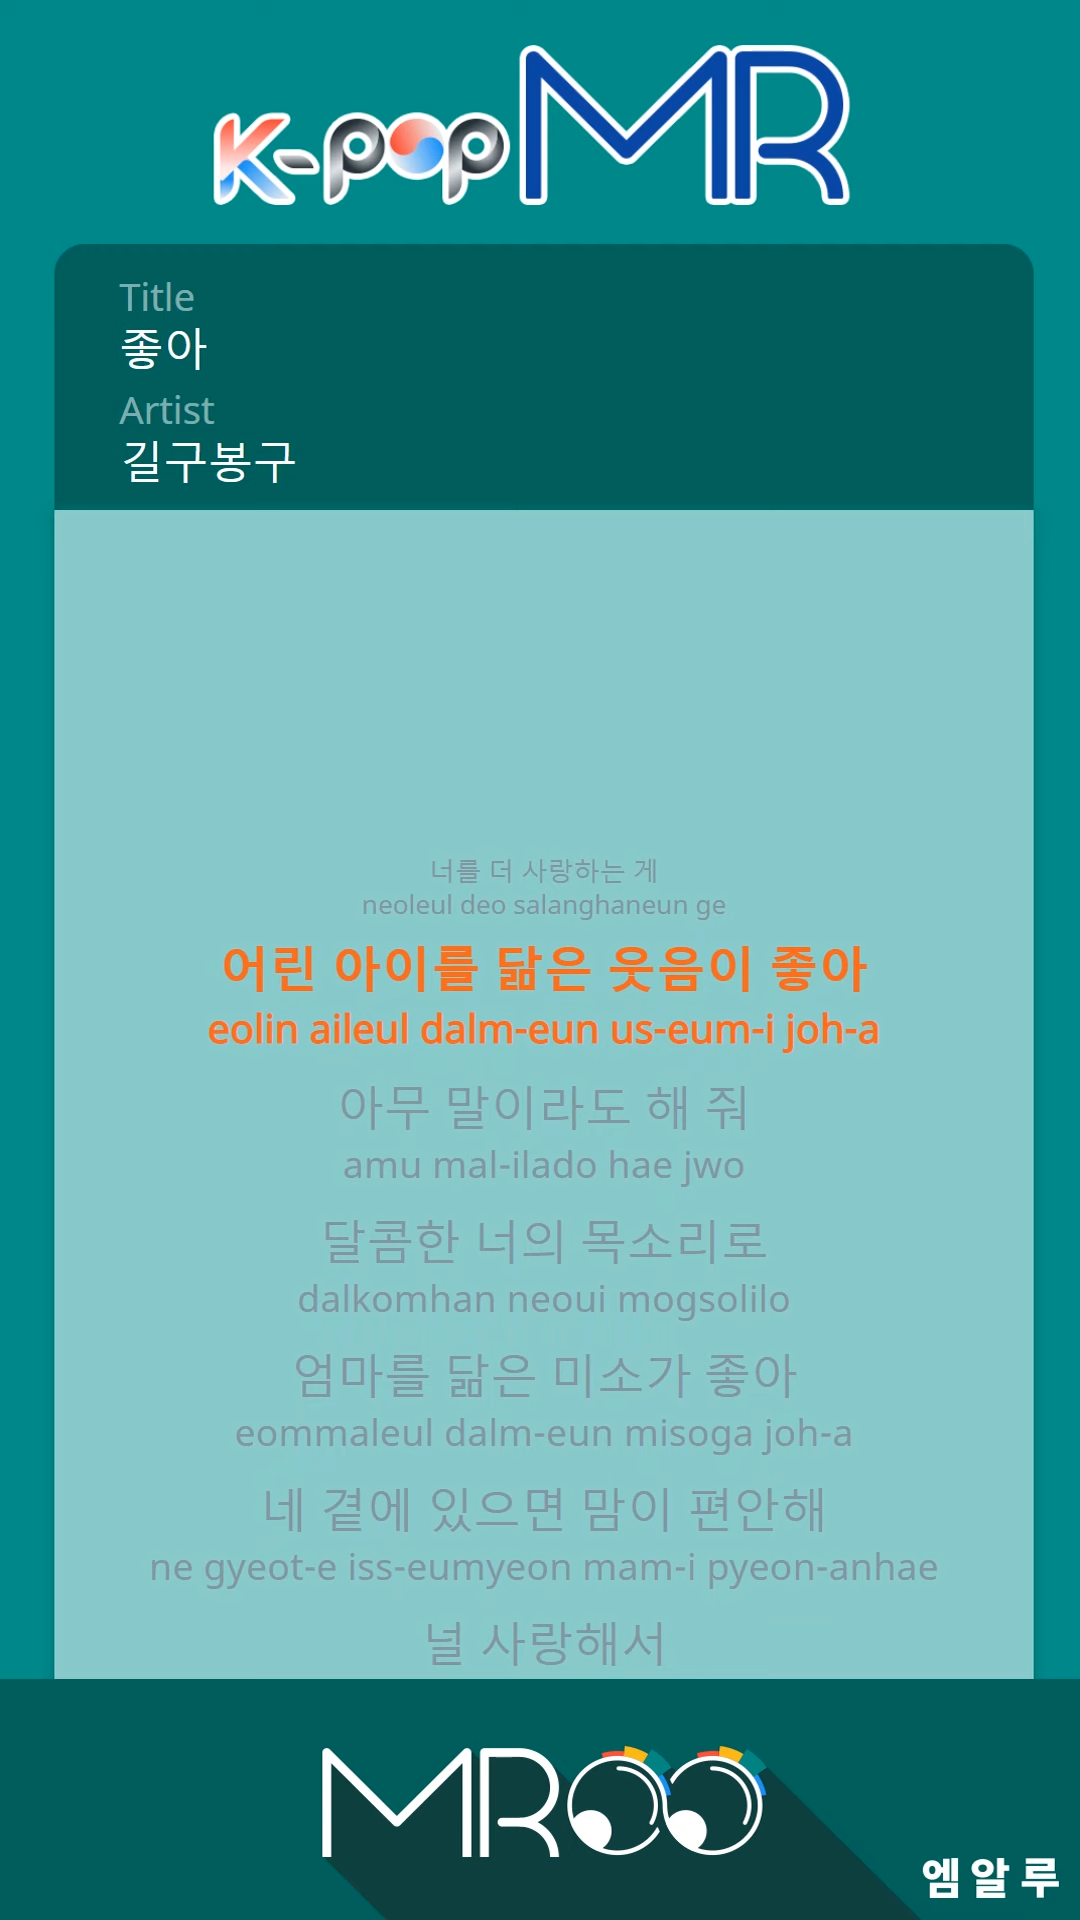 K-pop MR
Title
좋아
Artist
길구봉구
너를 더 사랑하는 게
neoleul deo salanghaneun ge
어린 아이를 닮은 웃음이 좋아
eolin aileul dalm-eun us-eum-i joh-a
아무 말이라도 해 줘
amu mal-ilado hae jwo
달콤한 너의 목소리로
dalkomhan neoui mogsolilo
엄마를 닮은 미소가 좋아
eommaleul dalm-eun misoga joh-a
네 곁에 있으면 맘이 편안해
ne gyeot-e iss-eumyeon mam-i pyeon-anhae
널 사랑해서
MROO
엠알루